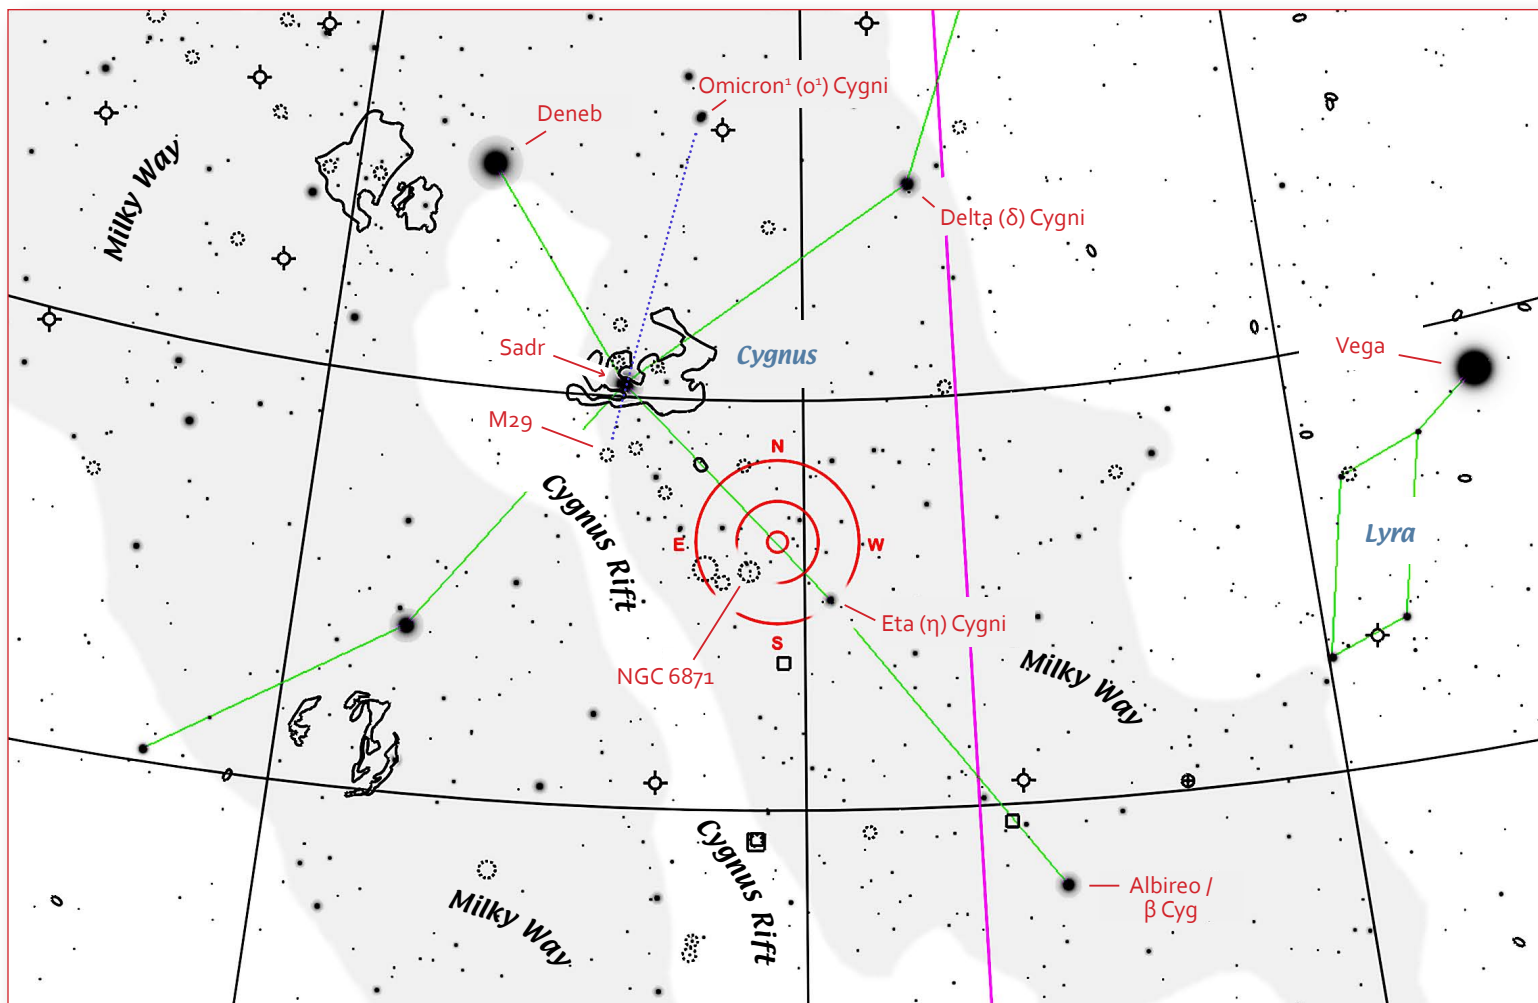 Omicron¹ (o¹) Cygni
Deneb
Milky Way
Delta (δ) Cygni
Sadr
Cygnus
Vega
M29
N
Cygnus Rift
E
W
Lyra
Eta (η) Cygni
S
NGC 6871
Milky Way
Cygnus Rift
Milky Way
Albireo /
β Cyg